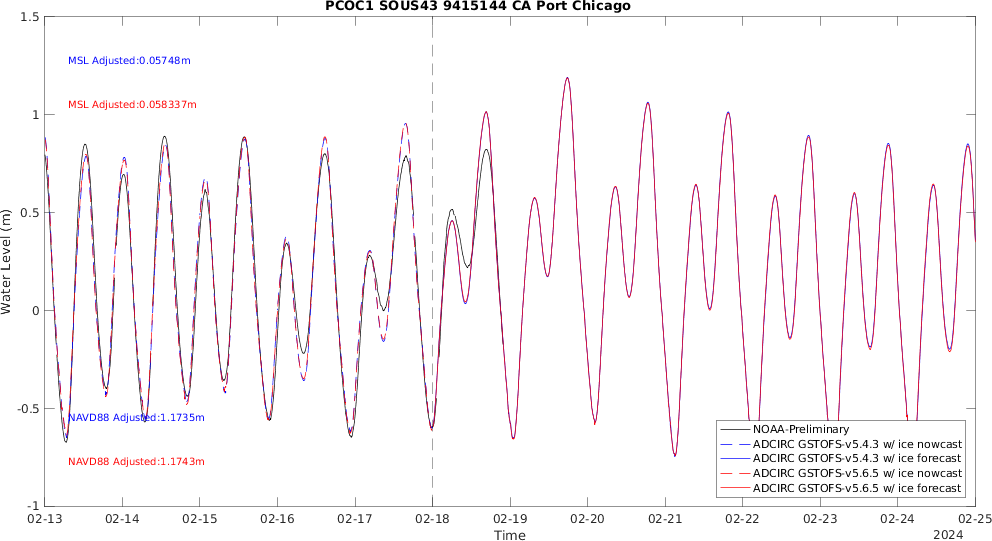 PCOC1 SOUS43 9415144 CA Port Chicago
1.5
1
0.5
0
-0.5
-1
Water Level (m)
MSL Adjusted:0.05748m
MSL Adjusted:0.058337m
NAVD88 Adjusted:1.1735m
NAVD88 Adjusted:1.1743m
NOAA-Preliminary
ADCIRC GSTOFS-v5.4.3 w/ ice nowcast
ADCIRC GSTOFS-v5.4.3 w/ ice forecast
ADCIRC GSTOFS-v5.6.5 w/ ice nowcast
ADCIRC GSTOFS-v5.6.5 w/ ice forecast
02-13 02-14 02-15 02-16 02-17 02-18 02-19 02-20 02-21 02-22 02-23 02-24 02-25
Time
2024